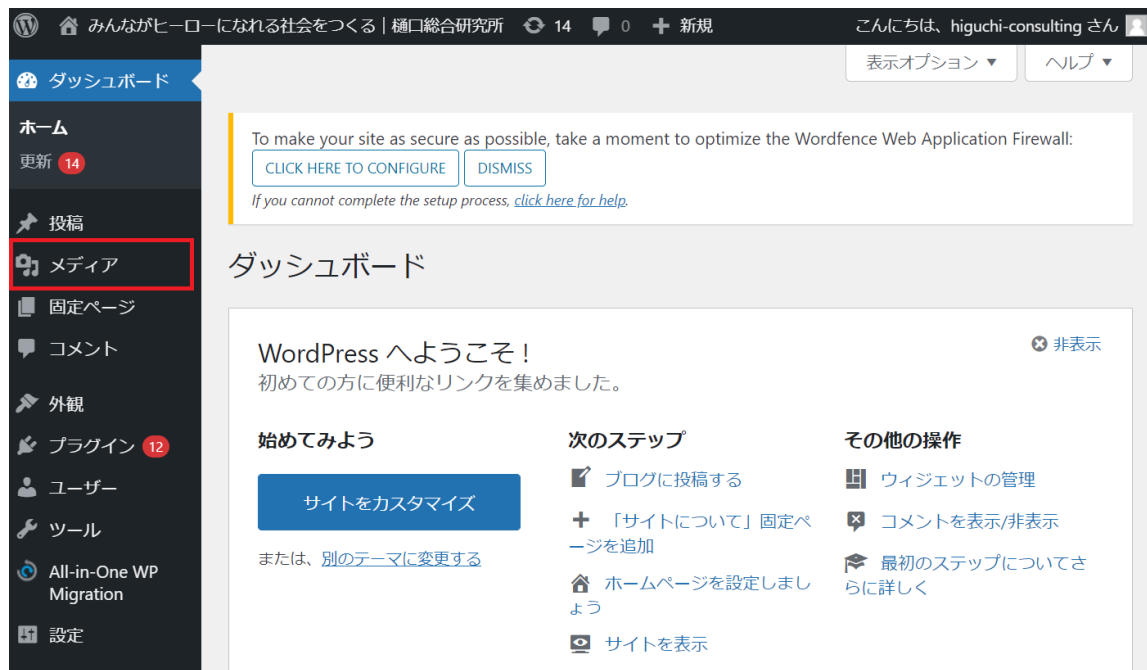 みんながヒーローになれる社会をつくる | 樋口総合研究所 14 0 新規 こんにちは、higuchi-consulting さん
表示オプション ▼ ヘルプ ▼
ダッシュボード
ホーム
更新 14
投稿
メディア
固定ページ
コメント
外観
プラグイン 12
ユーザー
ツール
All-in-One WP
Migration
設定
To make your site as secure as possible, take a moment to optimize the Wordfence Web Application Firewall:
CLICK HERE TO CONFIGURE DISMISS
If you cannot complete the setup process, click here for help.
ダッシュボード
WordPress へようこそ !
非表示
初めての方に便利なリンクを集めました。
始めてみよう
サイトをカスタマイズ
または、別のテーマに変更する
次のステップ
ブログに投稿する
「サイトについて」固定ペ
ージを追加
ホームページを設定しまし
ょう
サイトを表示
その他の操作
ウィジェットの管理
コメントを表示/非表示
最初のステップについてさ
らに詳しく